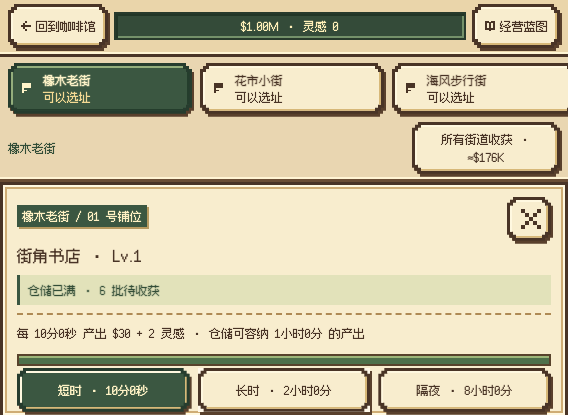 ← 回到咖啡馆
$1.00M · 灵感 0
经营蓝图
橡木老街
可以选址
花市小街
可以选址
海风步行街
可以选址
橡木老街
所有街道收获 ·
≈$176K
橡木老街 / 01 号铺位
街角书店 · Lv.1
仓储已满 · 6 批待收获
每 10分0秒 产出 $30 + 2 灵感 · 仓储可容纳 1小时0分 的产出
短时 · 10分0秒
长时 · 2小时0分
隔夜 · 8小时0分